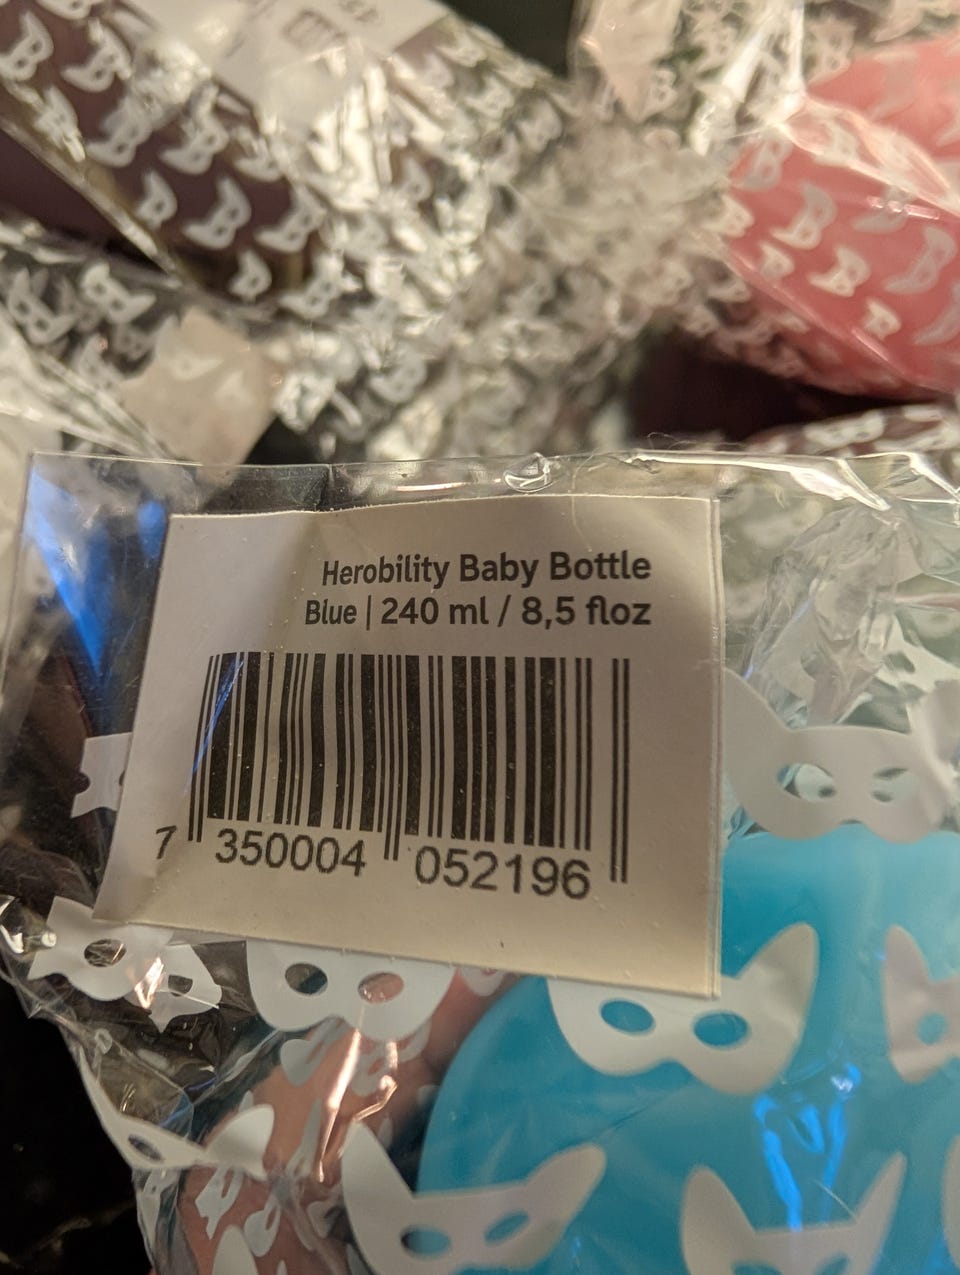 Herobility Baby Bottle
Blue | 240 ml / 8,5 floz
7 350004 052196